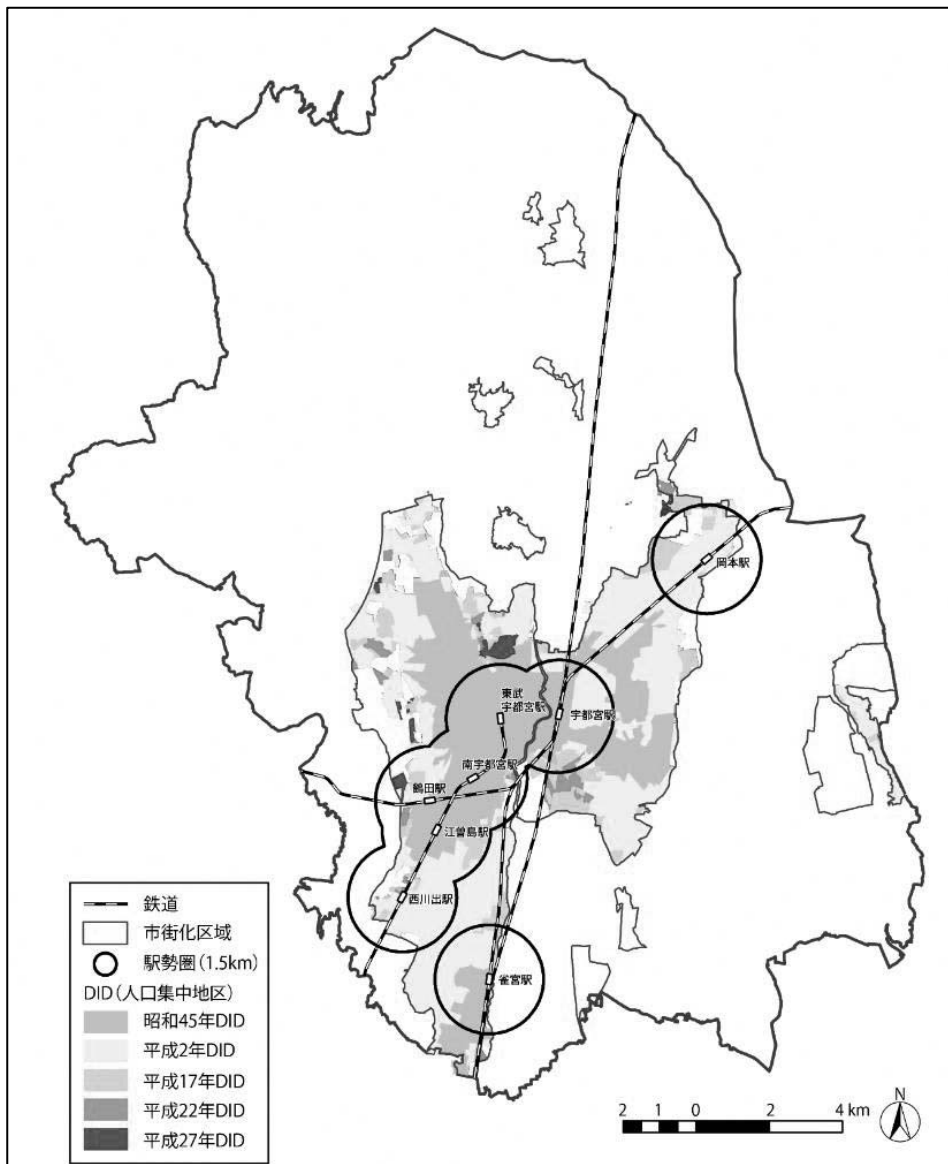 岡本駅
東武
宇都宮駅
宇都宮駅
南宇都宮駅
鶴田駅
江曽島駅
西川出駅
雀宮駅
鉄道
市街化区域
駅勢圏(1.5km)
DID(人口集中地区)
昭和45年DID
平成2年DID
平成17年DID
平成22年DID
平成27年DID
2 1 0 2 4 km
N